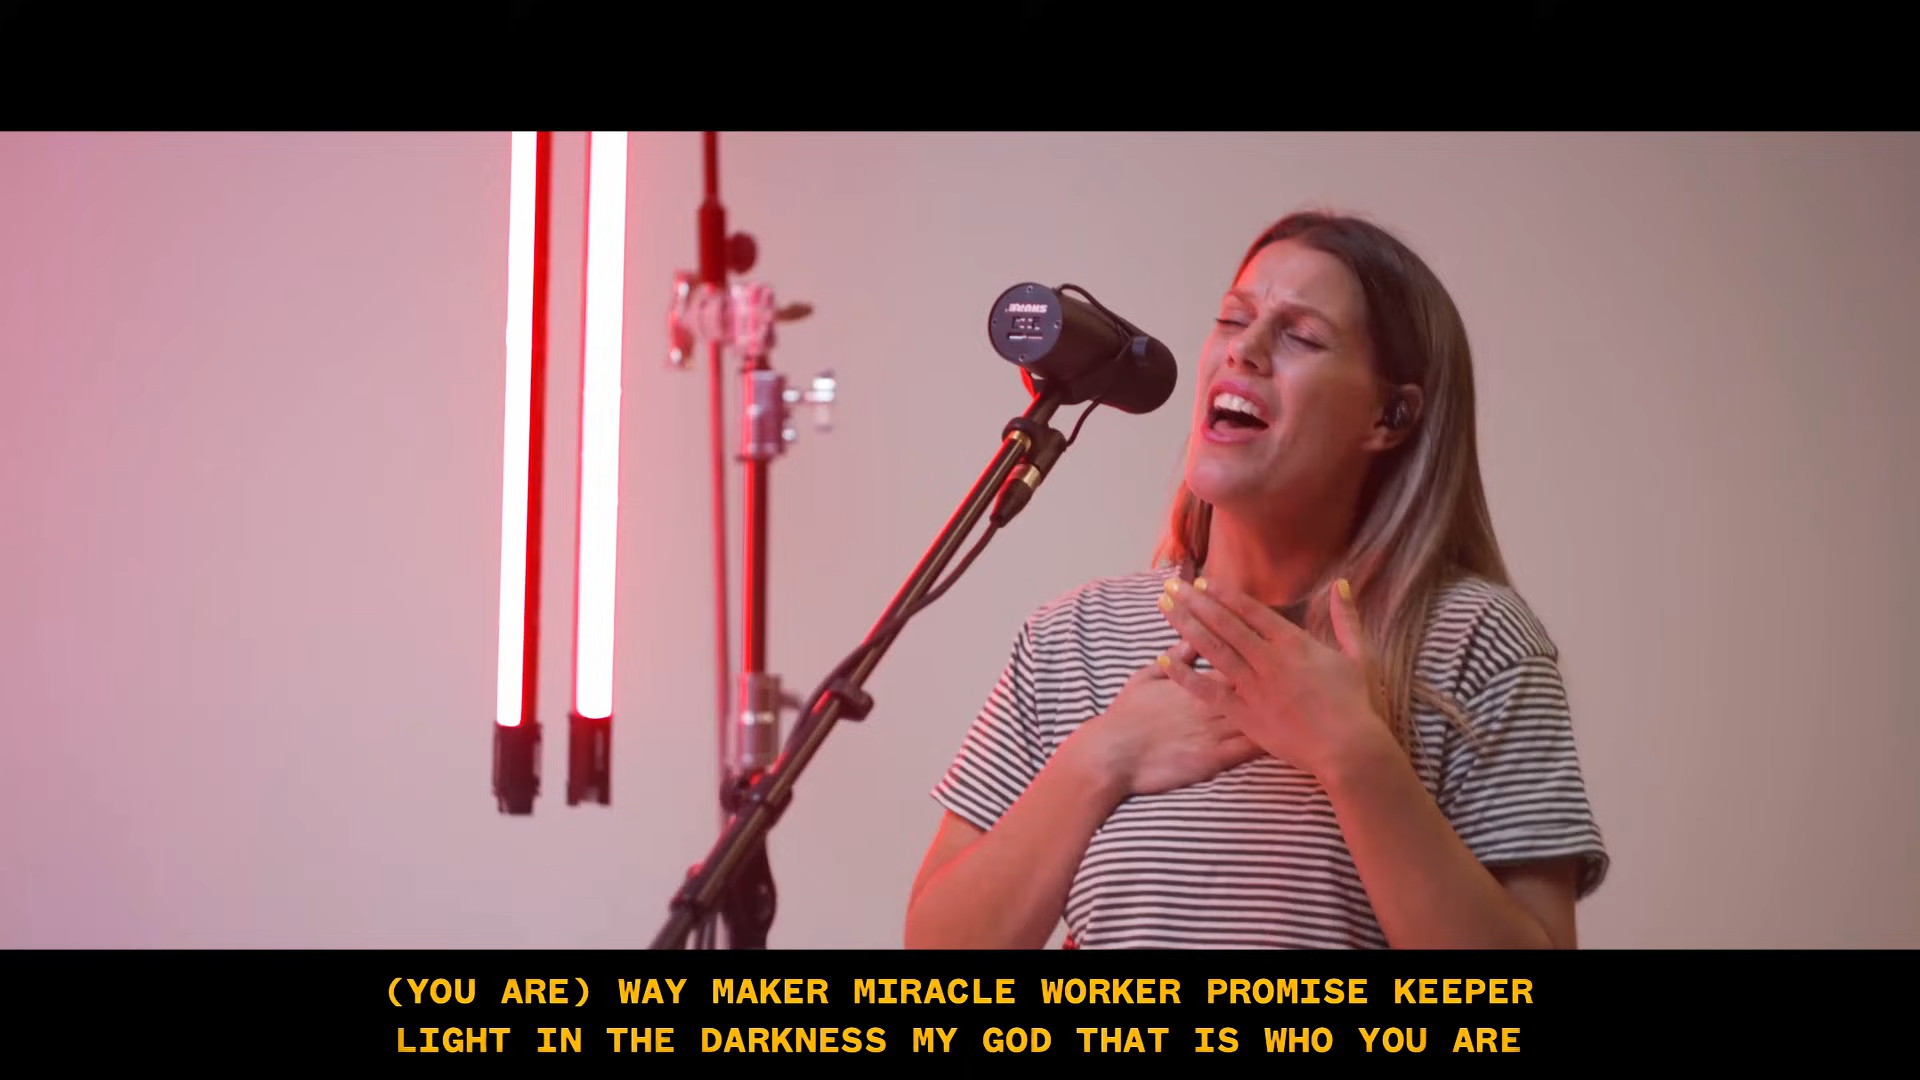 SHURE
(YOU ARE) WAY MAKER MIRACLE WORKER PROMISE KEEPER
LIGHT IN THE DARKNESS MY GOD THAT IS WHO YOU ARE